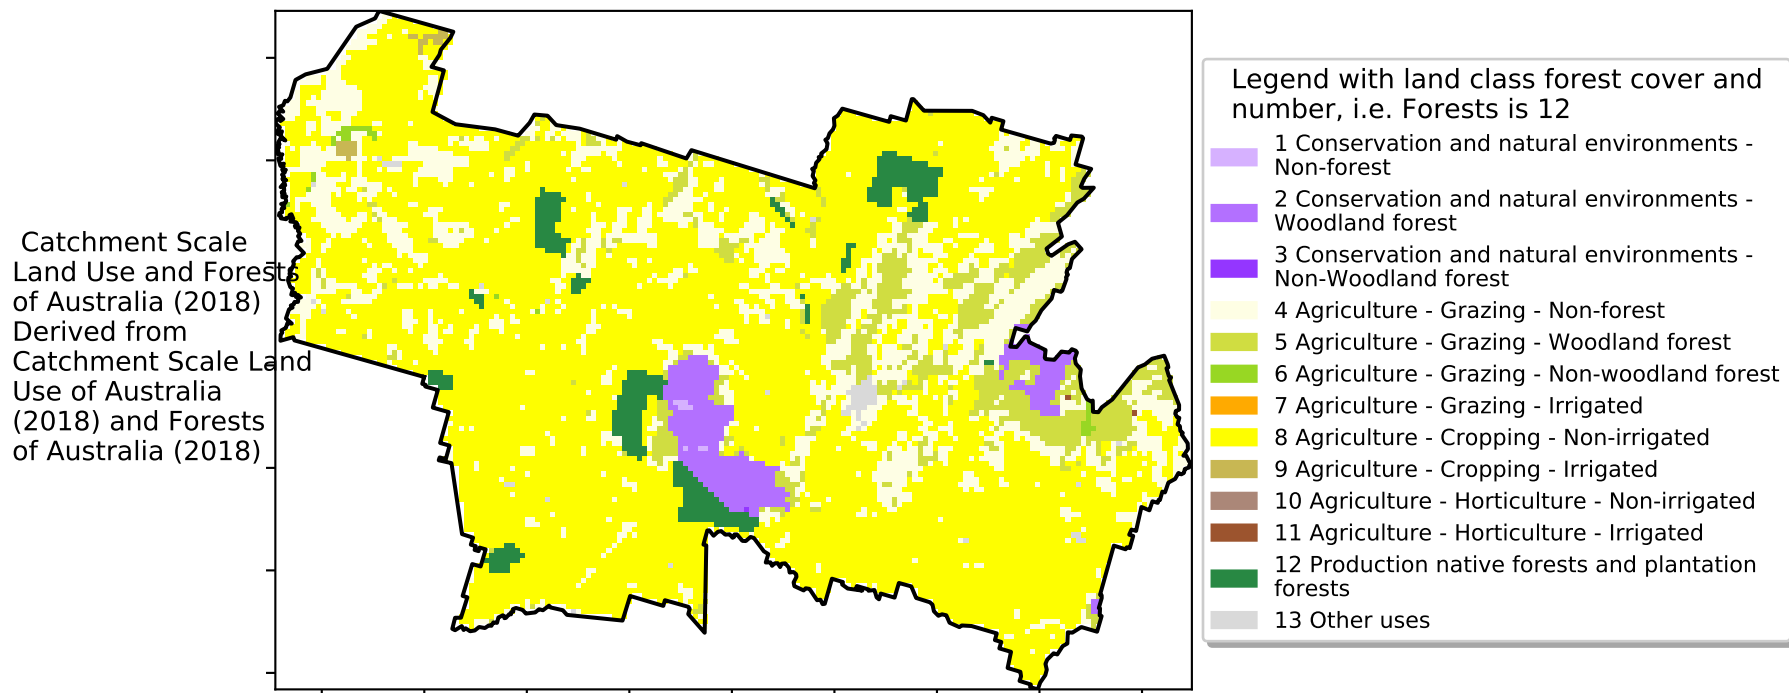 Catchment Scale
Land Use and Forests
of Australia (2018)
Derived from
Catchment Scale Land
Use of Australia
(2018) and Forests
of Australia (2018)
Legend with land class forest cover and
number, i.e. Forests is 12
1 Conservation and natural environments -
Non-forest
2 Conservation and natural environments -
Woodland forest
3 Conservation and natural environments -
Non-Woodland forest
4 Agriculture - Grazing - Non-forest
5 Agriculture - Grazing - Woodland forest
6 Agriculture - Grazing - Non-woodland forest
7 Agriculture - Grazing - Irrigated
8 Agriculture - Cropping - Non-irrigated
9 Agriculture - Cropping - Irrigated
10 Agriculture - Horticulture - Non-irrigated
11 Agriculture - Horticulture - Irrigated
12 Production native forests and plantation
forests
13 Other uses